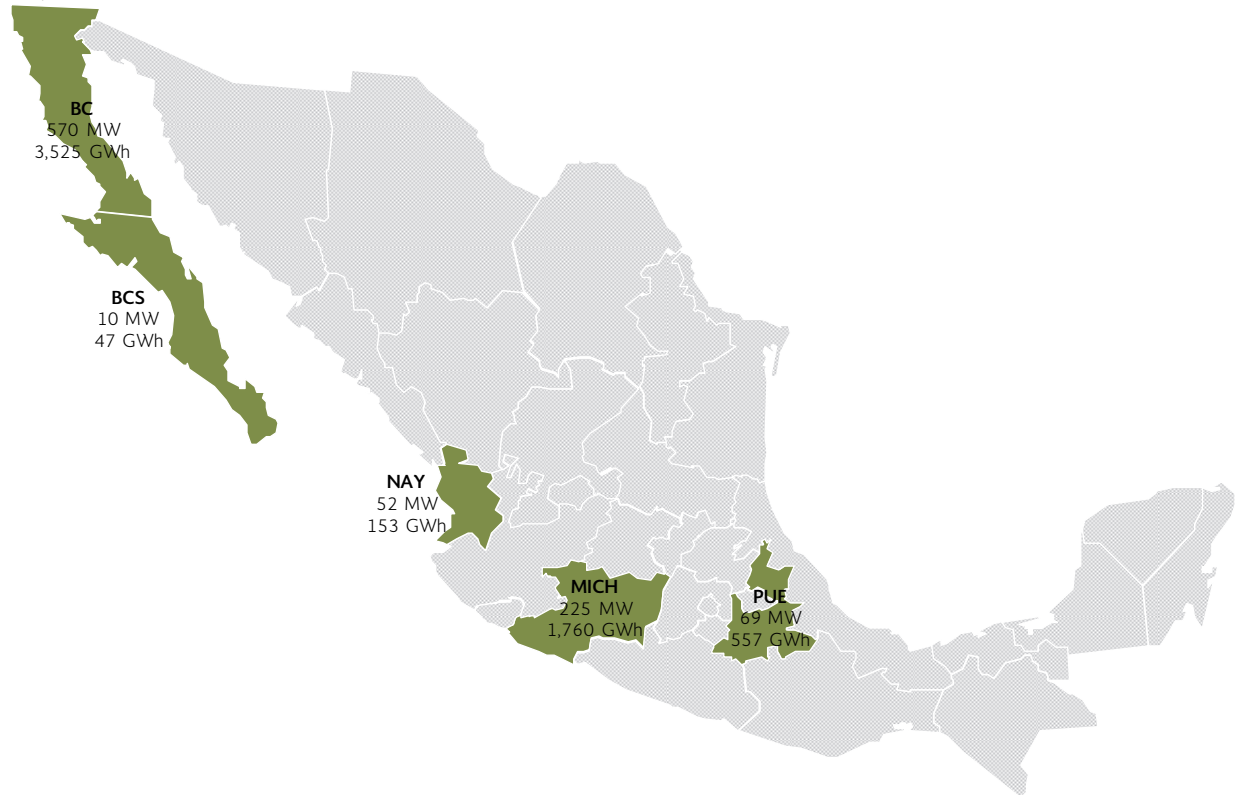 BC
570 MW
3,525 GWh
BCS
10 MW
47 GWh
NAY
52 MW
153 GWh
MICH
225 MW
1,760 GWh
PUE
69 MW
557 GWh